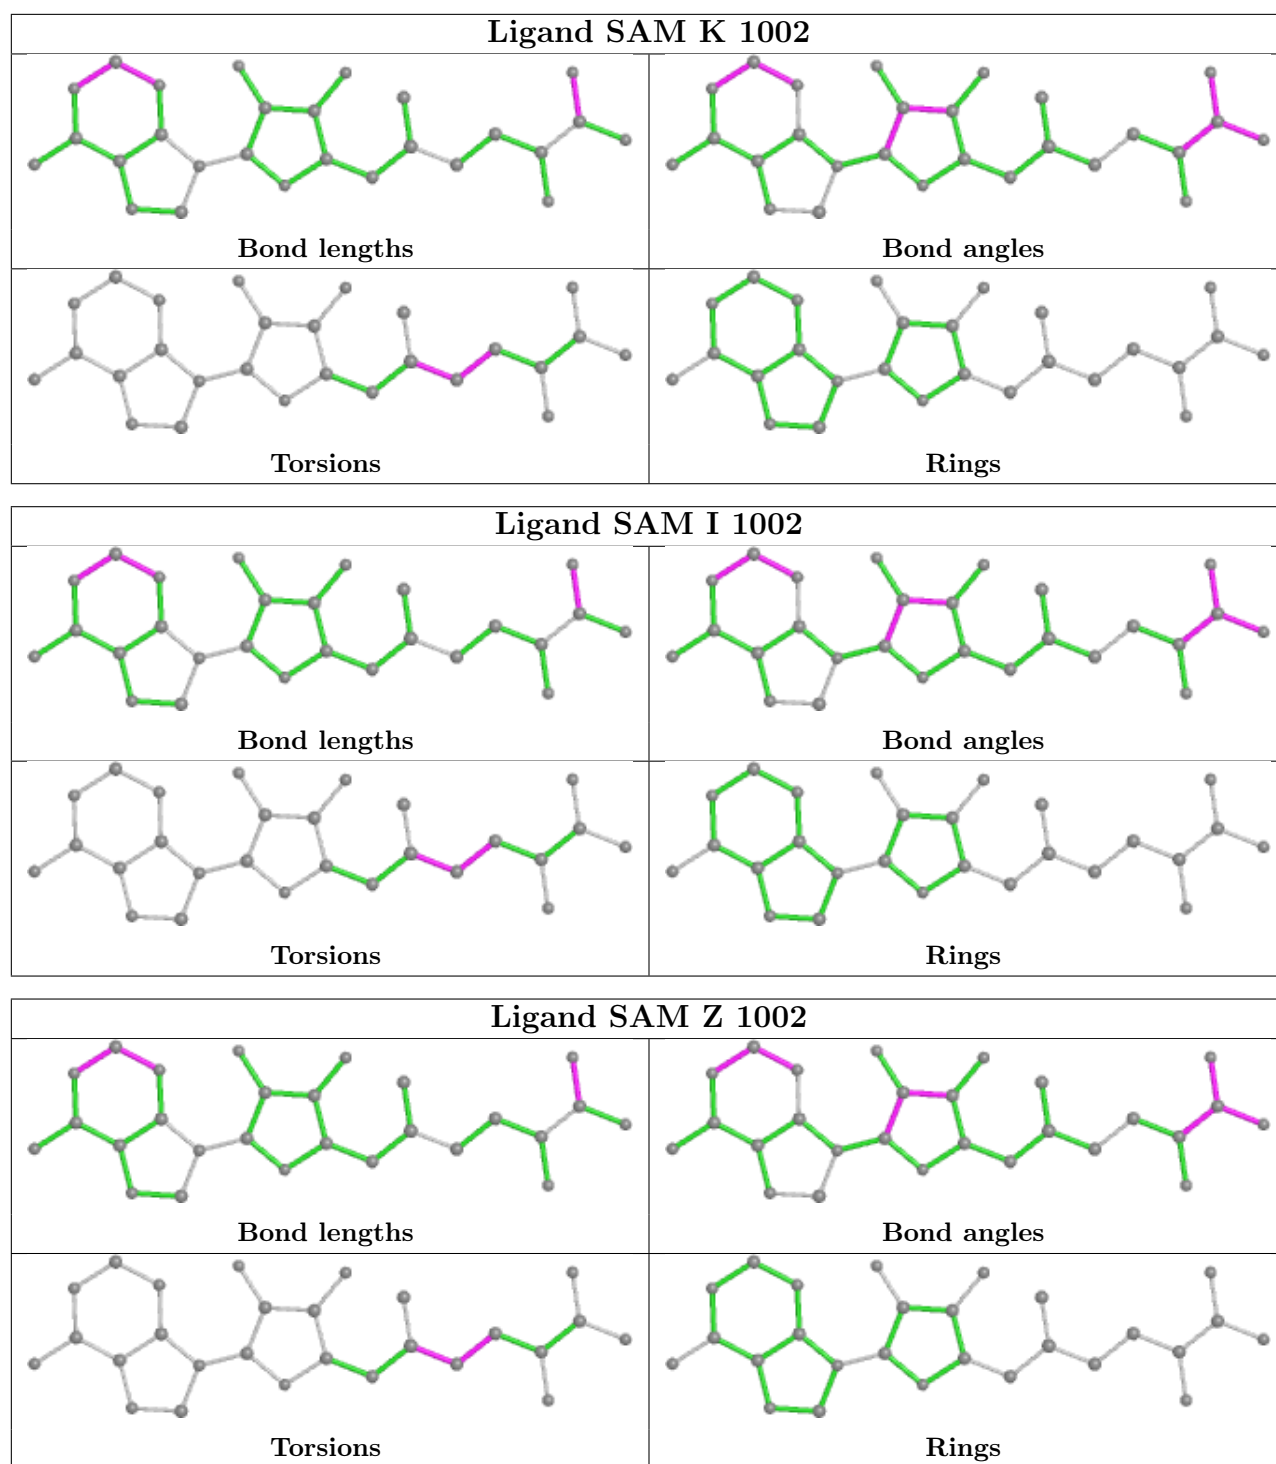 Ligand SAM K 1002
Bond lengths
Bond angles
Torsions
Rings
Ligand SAM I 1002
Bond lengths
Bond angles
Torsions
Rings
Ligand SAM Z 1002
Bond lengths
Bond angles
Torsions
Rings